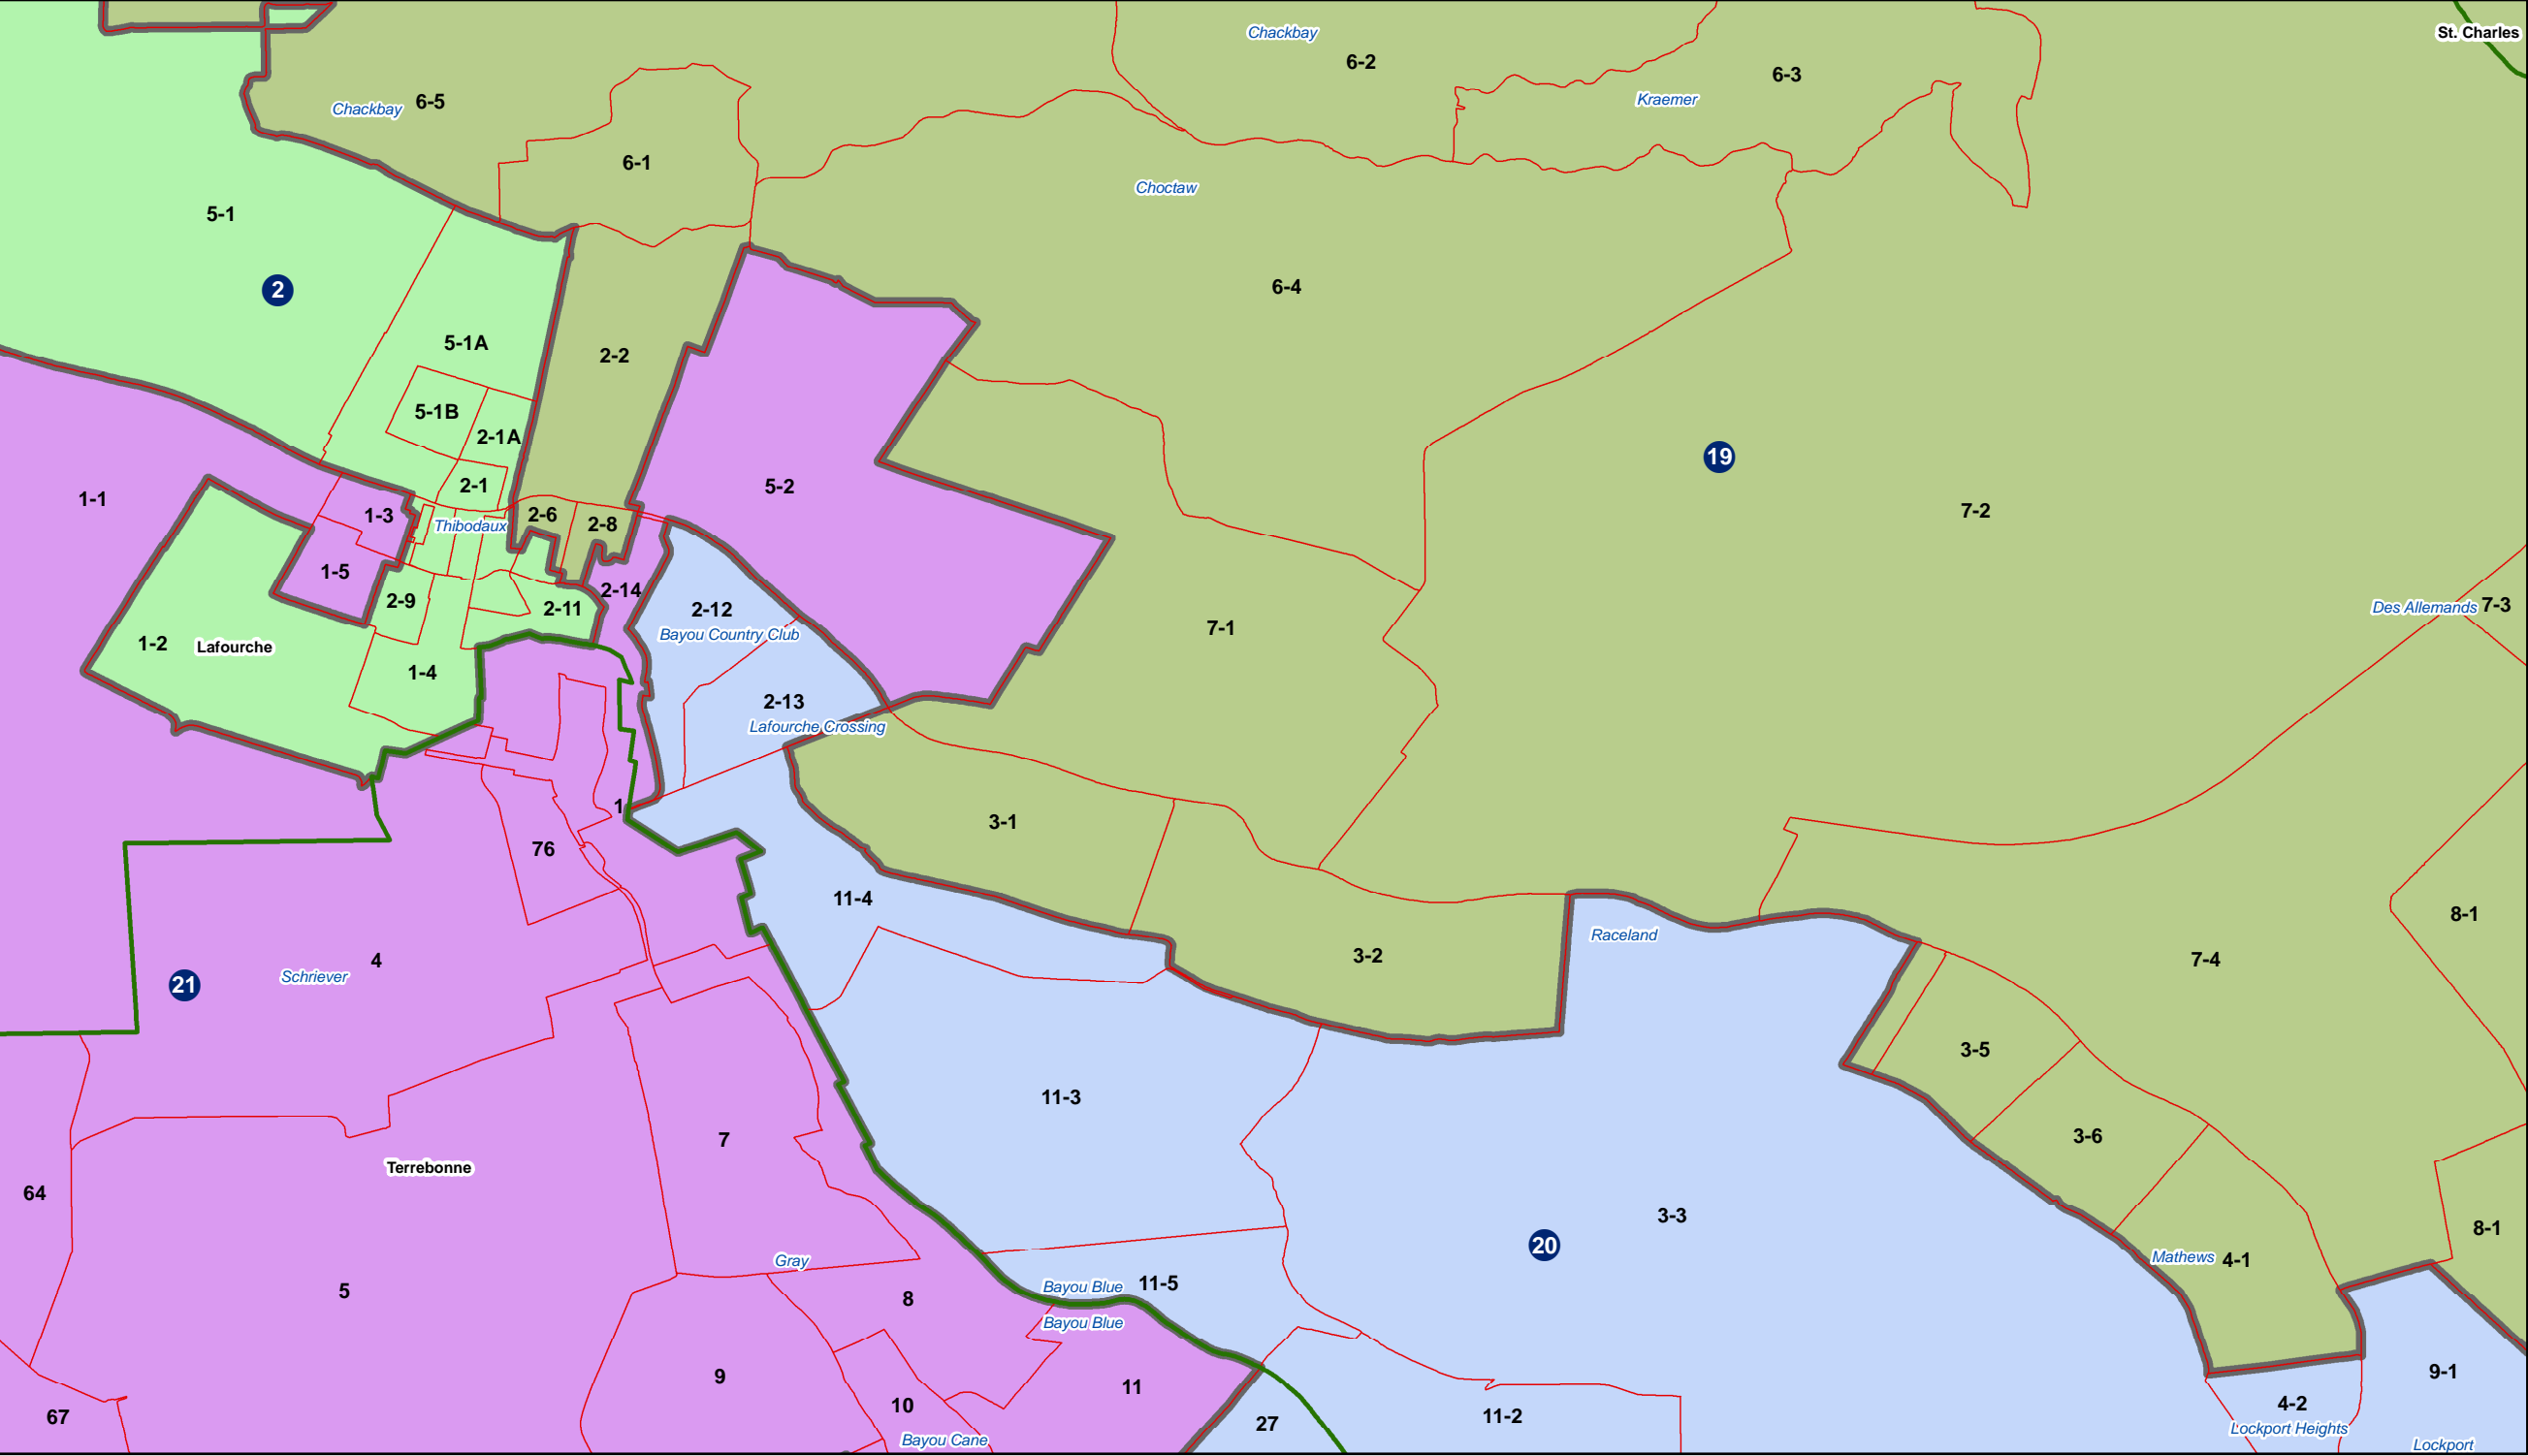 St. Charles
Chackbay
6-2
6-3
Kraemer
Chackbay
6-5
6-1
Choctaw
5-1
2
6-4
5-1A
2-2
5-1B
2-1A
19
2-1
5-2
1-1
7-2
1-3
Thibodaux
2-6
2-8
1-5
2-14
2-9
2-11
2-12
Des Allemands
7-3
Bayou Country Club
7-1
1-2
Lafourche
1-4
2-13
Lafourche Crossing
1
3-1
76
11-4
8-1
Raceland
3-2
7-4
4
Schriever
21
3-5
11-3
3-6
7
Terrebonne
64
3-3
20
8-1
Mathews
4-1
Gray
Bayou Blue
11-5
5
8
Bayou Blue
9
11
9-1
10
4-2
67
27
11-2
Lockport Heights
Bayou Cane
Lockport